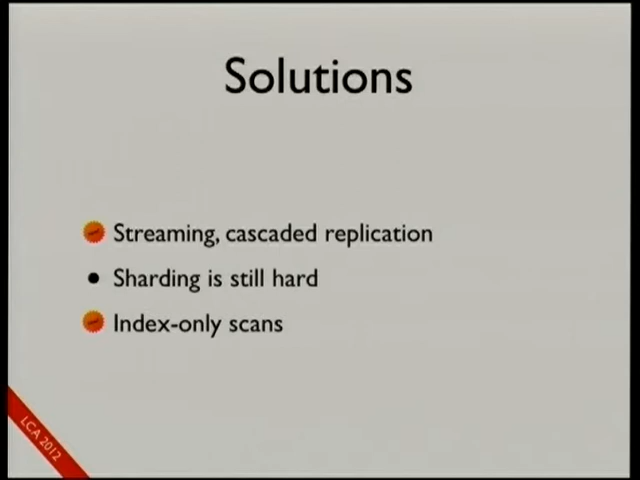 Solutions
Streaming, cascaded replication
Sharding is still hard
Index-only scans
LCA 2012